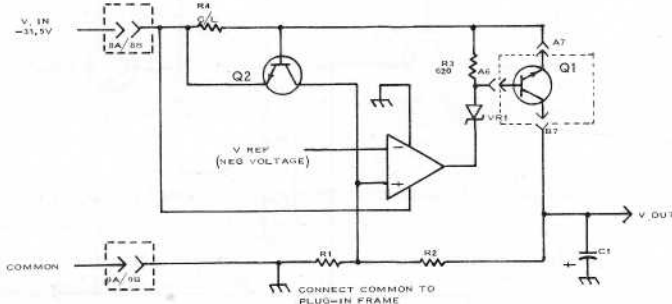 V. IN
-31,5V
8A/8B
R4
C/L
Q2
R3
620
A6
A7
Q1
VR1
B7
V REF
(NEG VOLTAGE)
−
+
V OUT
C1
+
R1
R2
COMMON
9A/9B
CONNECT COMMON TO
PLUG-IN FRAME